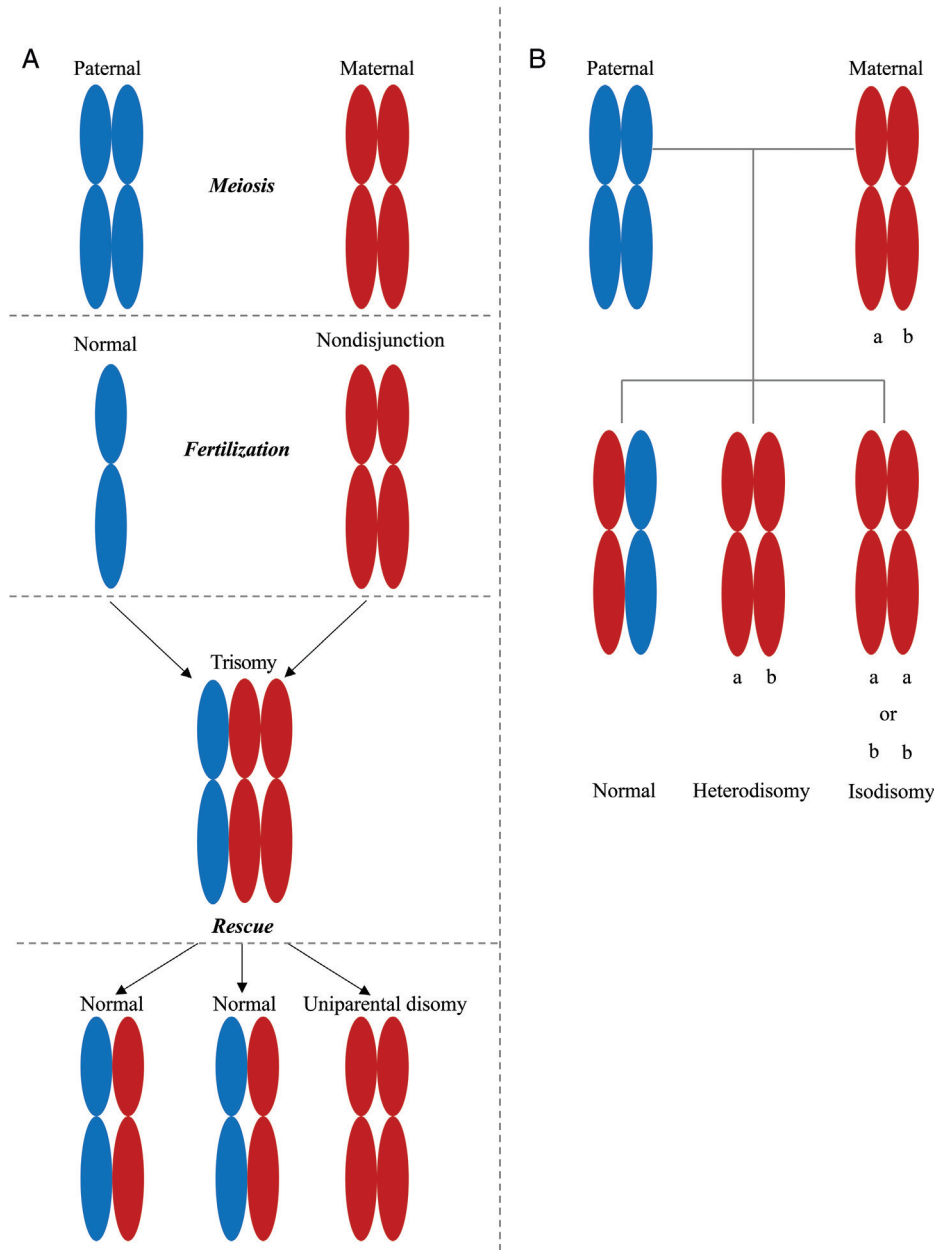 A
Paternal
Maternal
Meiosis
Normal
Nondisjunction
Fertilization
Trisomy
Rescue
Normal
Normal
Uniparental disomy
B
Paternal
Maternal
a b
a b
a a
or
b b
Normal
Heterodisomy
Isodisomy